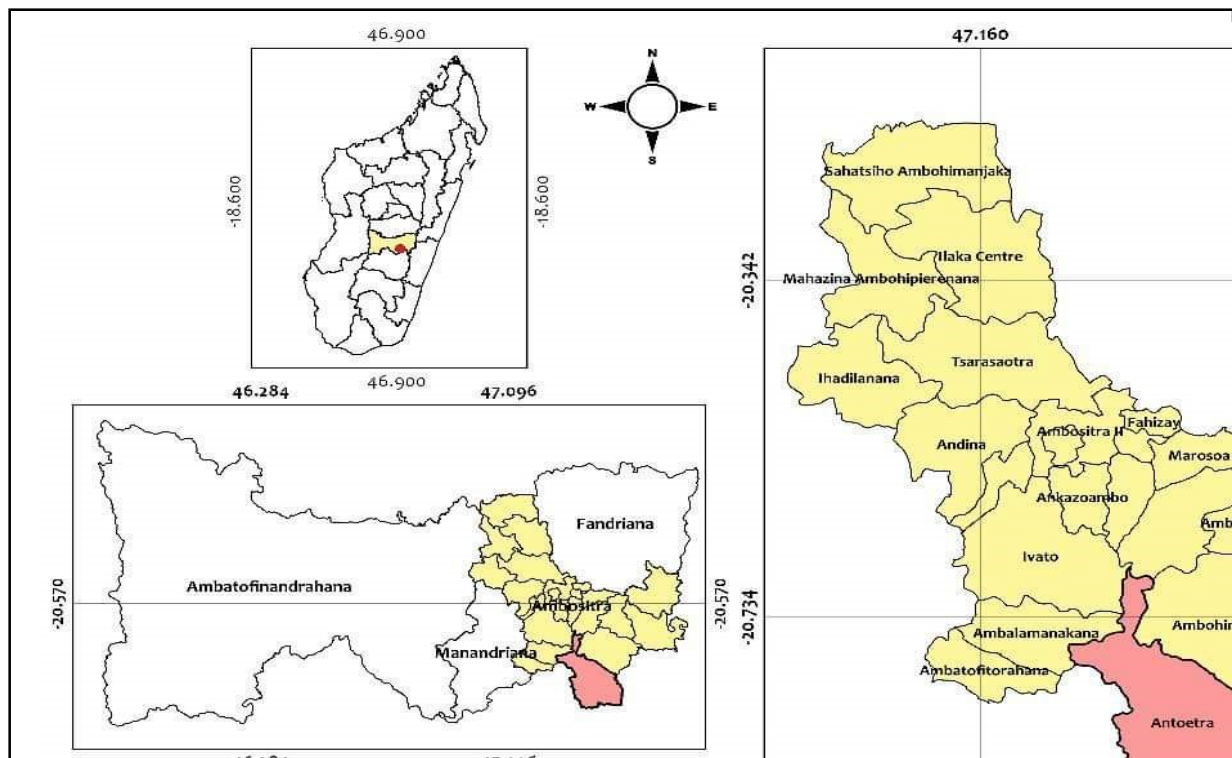 46.900
N
W
E
S
-18.600
-18.600
46.900
46.284
47.096
Fandriana
Ambatofinandrahana
-20.570
-20.570
Ambositra
Manandriana
47.160
Sahatsiho Ambohimanjaka
Ilaka Centre
-20.342
Mahazina Ambohipierenana
Tsarasaotra
Ihadilanana
Fahizay
Ambositra II
Andina
Marosoa
Ankazoambo
Amb
Ivato
-20.734
Ambalamanakana
Ambohim
Ambatofitorahana
Antoetra